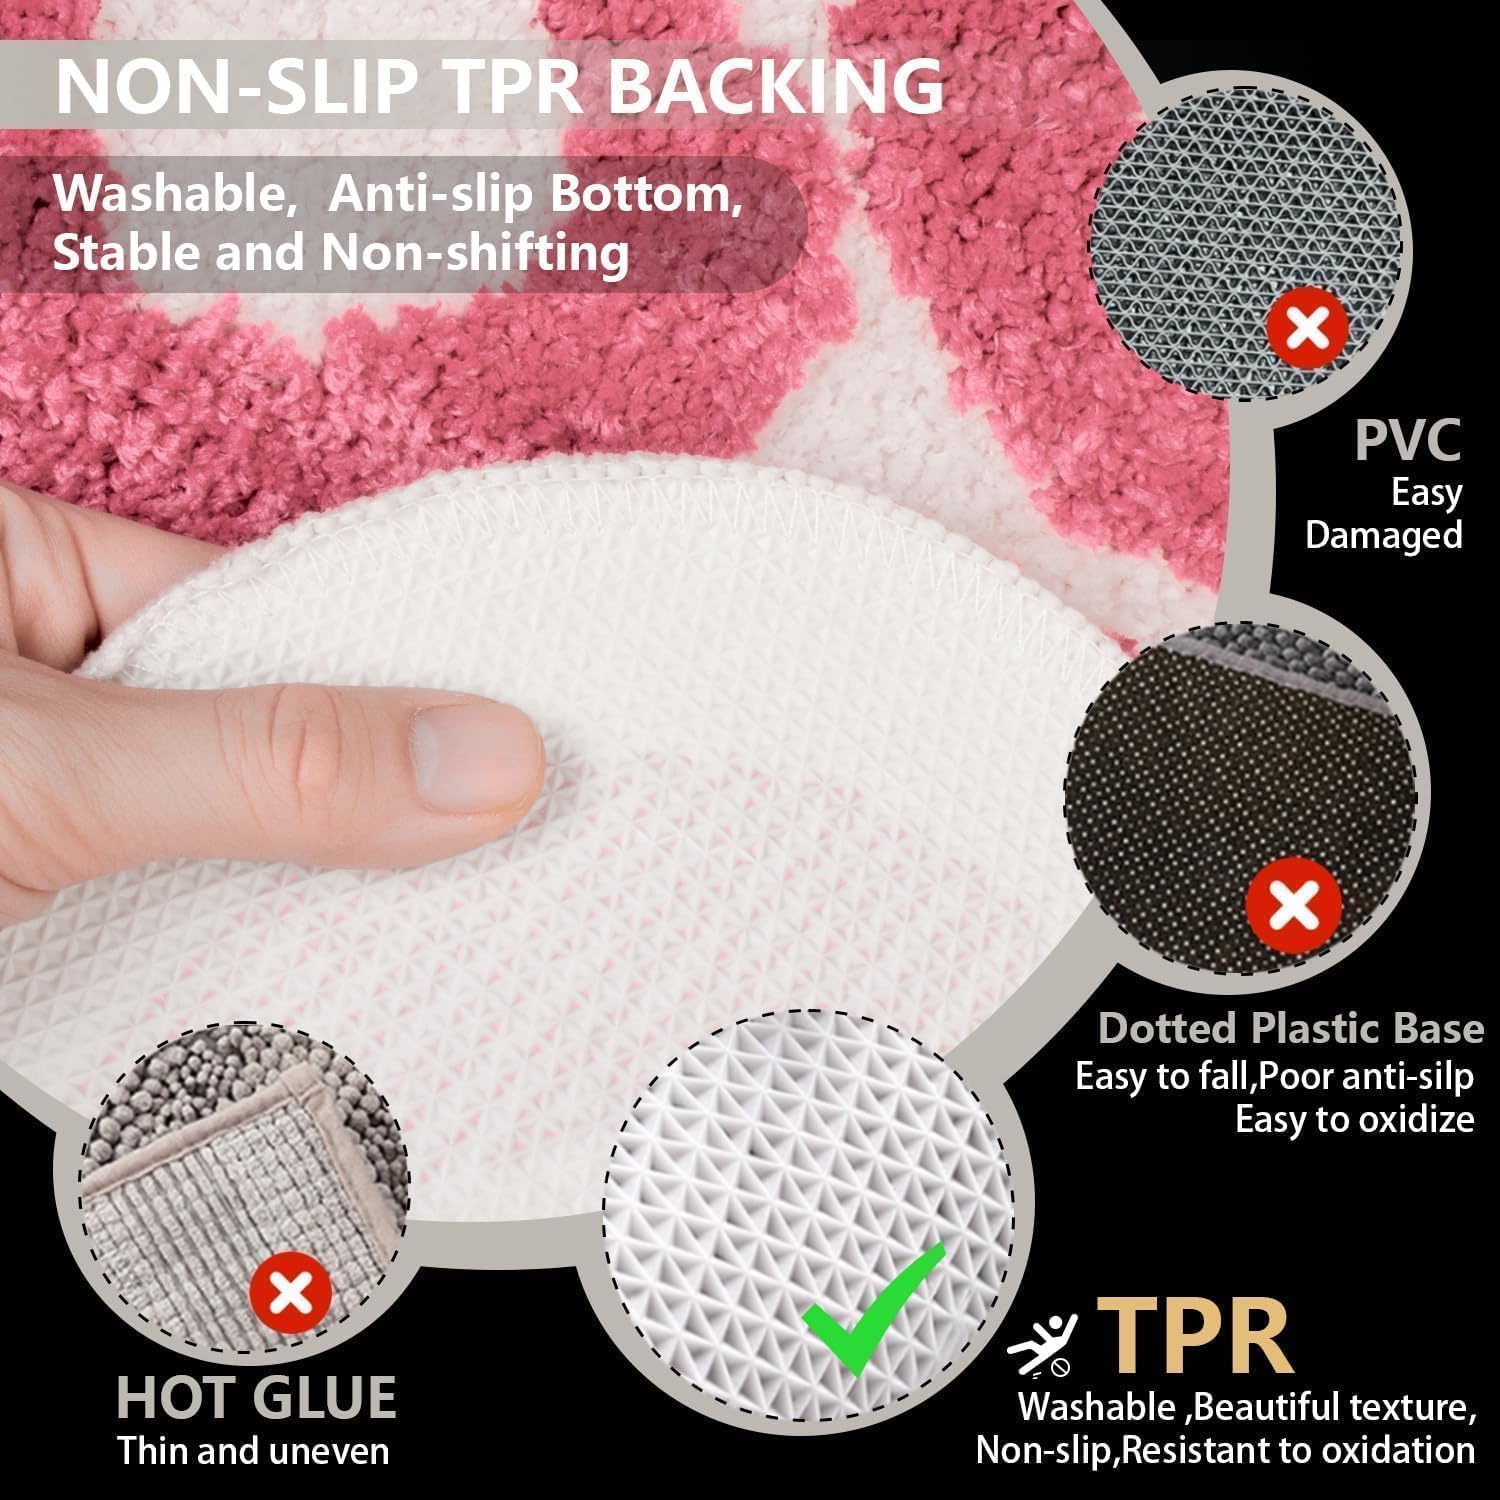 NON-SLIP TPR BACKING
Washable, Anti-slip Bottom,
Stable and Non-shifting
PVC
Easy
Damaged
Dotted Plastic Base
Easy to fall,Poor anti-silp
Easy to oxidize
HOT GLUE
Thin and uneven
TPR
Washable ,Beautiful texture,
Non-slip,Resistant to oxidation